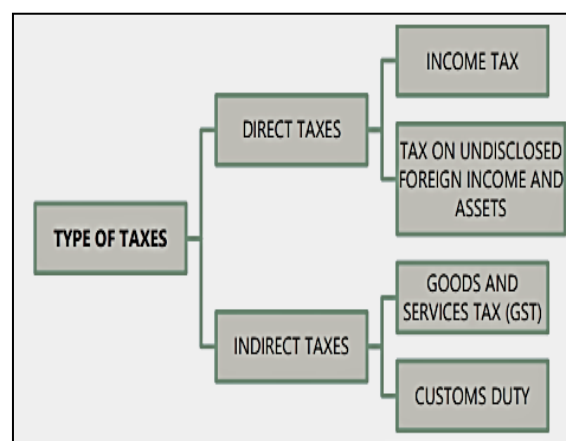 TYPE OF TAXES
DIRECT TAXES
INCOME TAX
TAX ON UNDISCLOSED
FOREIGN INCOME AND
ASSETS
INDIRECT TAXES
GOODS AND
SERVICES TAX (GST)
CUSTOMS DUTY